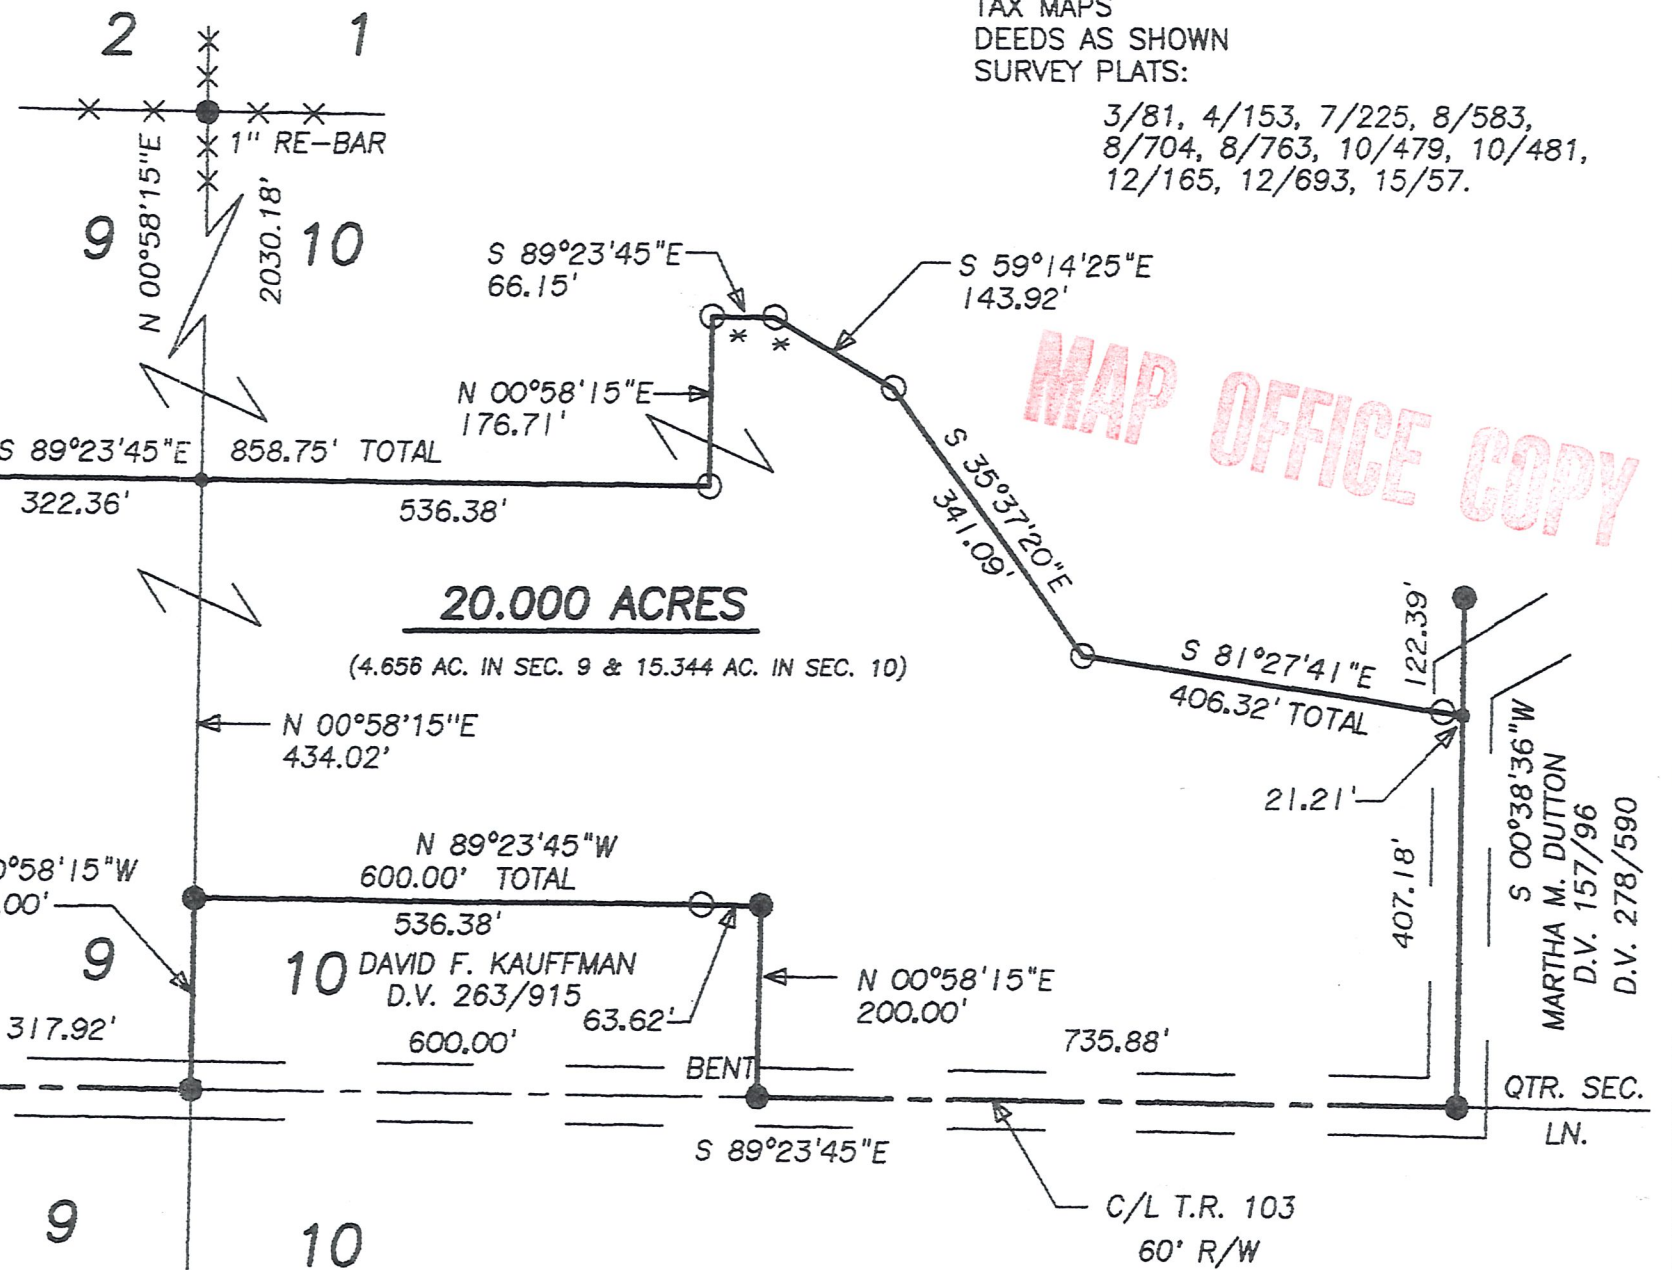 TAX MAPS
DEEDS AS SHOWN
SURVEY PLATS:
3/81, 4/153, 7/225, 8/583,
8/704, 8/763, 10/479, 10/481,
12/165, 12/693, 15/57.
2
1
1" RE-BAR
N 00°58'15"E
2030.18'
9
10
S 89°23'45"E
66.15'
S 59°14'25"E
143.92'
*
*
N 00°58'15"E
176.71'
MAP OFFICE COPY
S 89°23'45"E
858.75' TOTAL
322.36'
536.38'
S 35°37'20"E
341.09'
20.000 ACRES
(4.656 AC. IN SEC. 9 & 15.344 AC. IN SEC. 10)
S 81°27'41"E
406.32' TOTAL
122.39'
N 00°58'15"E
434.02'
21.21'
407.18'
S 00°38'36"W
MARTHA M. DUTTON
D.V. 157/96
D.V. 278/590
N 89°23'45"W
600.00' TOTAL
536.38'
0°58'15"W
.00'
9
10
DAVID F. KAUFFMAN
D.V. 263/915
63.62'
N 00°58'15"E
200.00'
317.92'
600.00'
BENT
735.88'
QTR. SEC.
LN.
S 89°23'45"E
C/L T.R. 103
60' R/W
9
10